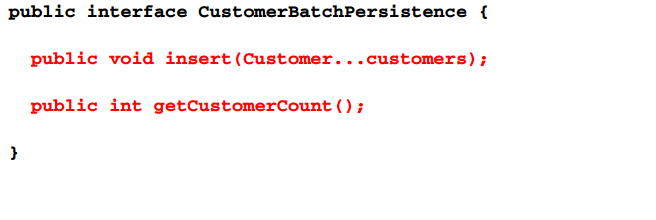 public interface CustomerBatchPersistence {
public void insert(Customer...customers);
public int getCustomerCount();
}